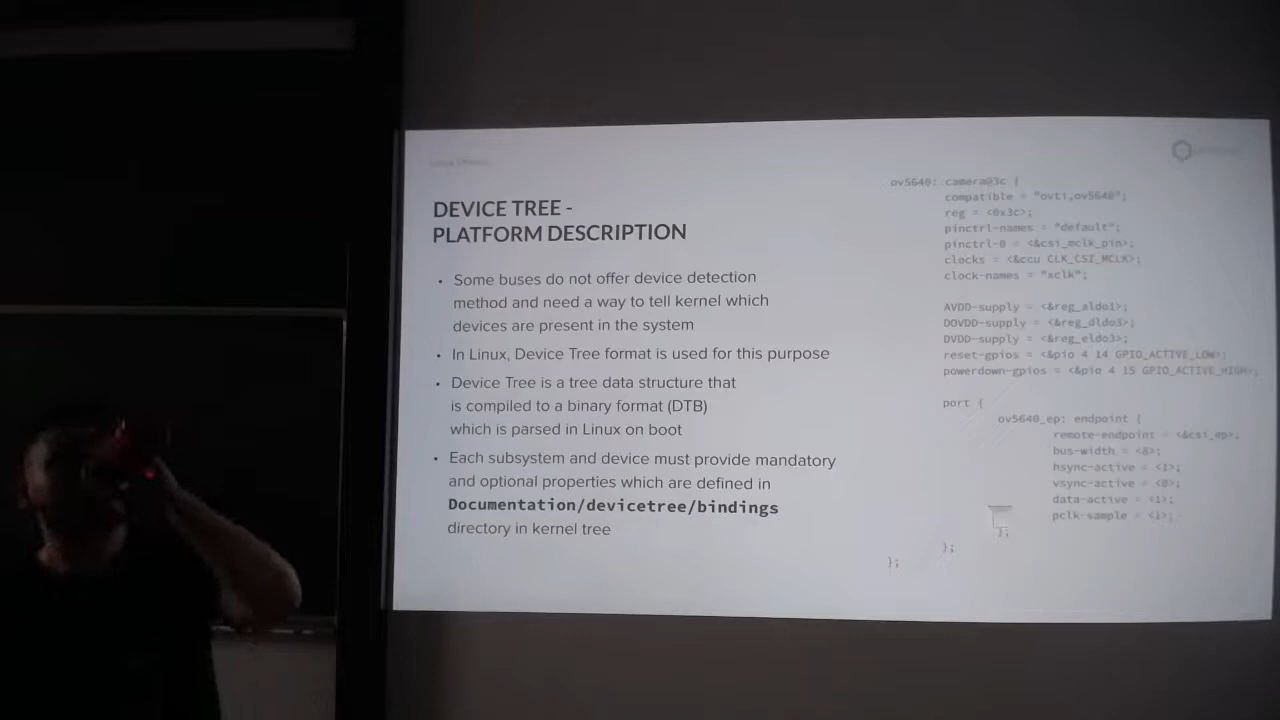 DEVICE TREE -
PLATFORM DESCRIPTION
• Some buses do not offer device detection
method and need a way to tell kernel which
devices are present in the system
• In Linux, Device Tree format is used for this purpose
• Device Tree is a tree data structure that
is compiled to a binary format (DTB)
which is parsed in Linux on boot
• Each subsystem and device must provide mandatory
and optional properties which are defined in
Documentation/devicetree/bindings
directory in kernel tree
ov5640: camera@3c {
compatible = "ovti,ov5640";
reg = <0x3c>;
pinctrl-names = "default";
pinctrl-0 = <&csi_mclk_pin>;
clocks = <&ccu CLK_CSI_MCLK>;
clock-names = "xclk";
AVDD-supply = <&reg_aldo1>;
DOVDD-supply = <&reg_dldo3>;
DVDD-supply = <&reg_eldo3>;
reset-gpios = <&pio 4 14 GPIO_ACTIVE_LOW>;
powerdown-gpios = <&pio 4 15 GPIO_ACTIVE_HIGH>;
port {
ov5640_ep: endpoint {
remote-endpoint = <&csi_ep>;
bus-width = <8>;
hsync-active = <1>;
vsync-active = <0>;
data-active = <1>;
pclk-sample = <1>;
};
};
};